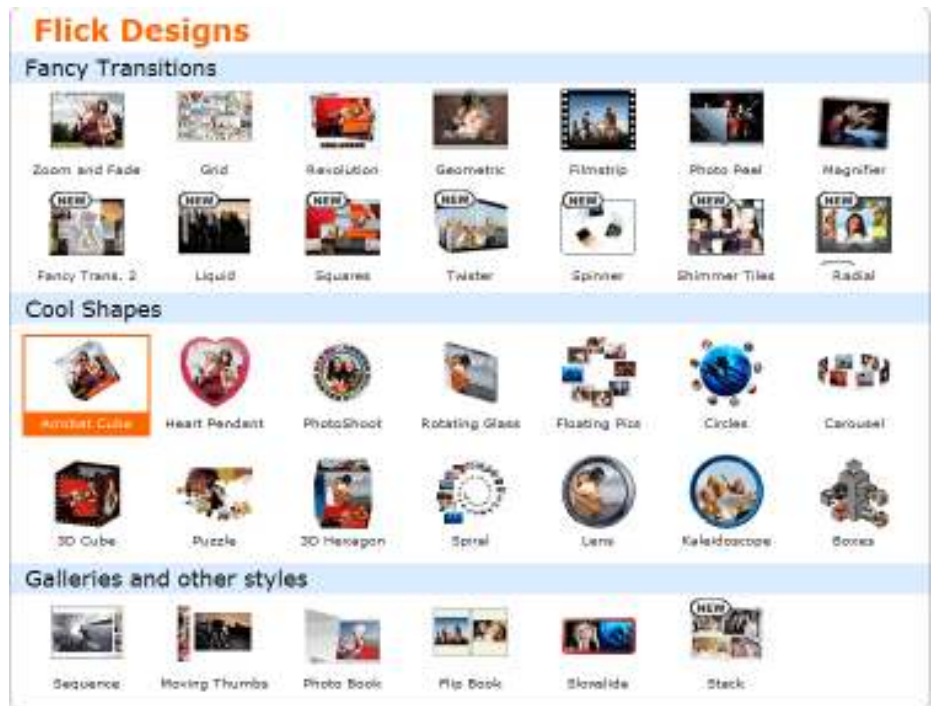 Flick Designs
Fancy Transitions
Zoom and Fade Grid Revolution Geometric Filmstrip Photo Peel Magnifier
NEW NEW NEW NEW NEW NEW NEW
Fancy Trans. 2 Liquid Squares Twister Spinner Shimmer Tiles Radial
Cool Shapes
Acrobat Cube Heart Pendant PhotoShoot Rotating Glass Floating Pics Circles Carousel
3D Cube Puzzle 3D Hexagon Spiral Lens Kaleidoscope Boxes
Galleries and other styles
NEW
Sequence Moving Thumbs Photo Book Flip Book Slowslide Stack